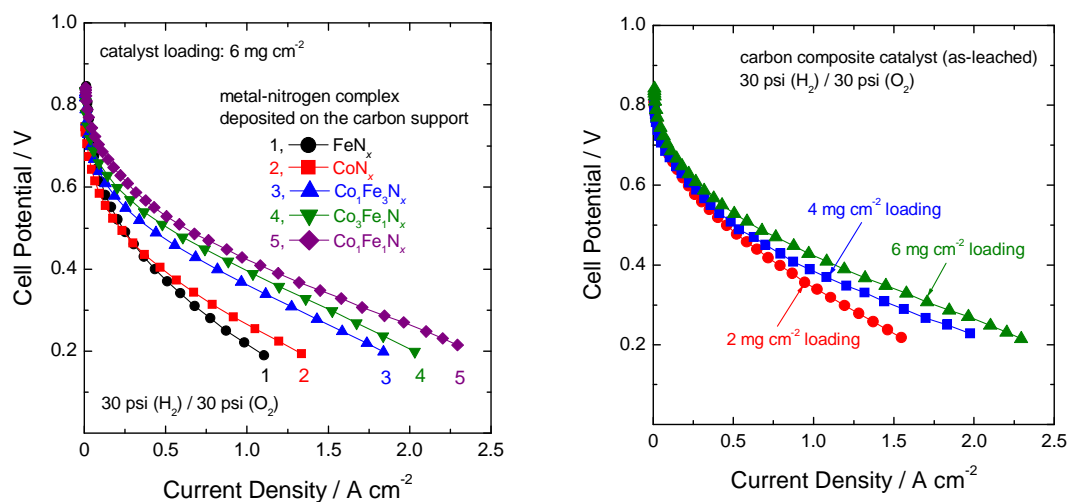 catalyst loading: 6 mg cm⁻²
metal-nitrogen complex
deposited on the carbon support
1, FeNₓ
2, CoNₓ
3, Co₁Fe₃Nₓ
4, Co₃Fe₁Nₓ
5, Co₁Fe₁Nₓ
1 2 3 4 5
30 psi (H₂) / 30 psi (O₂)
Cell Potential / V
1.0
0.8
0.6
0.4
0.2
0 0.5 1.0 1.5 2.0 2.5
Current Density / A cm⁻²
carbon composite catalyst (as-leached)
30 psi (H₂) / 30 psi (O₂)
4 mg cm⁻² loading
6 mg cm⁻² loading
2 mg cm⁻² loading
Cell Potential / V
1.0
0.8
0.6
0.4
0.2
0 0.5 1.0 1.5 2.0 2.5
Current Density / A cm⁻²